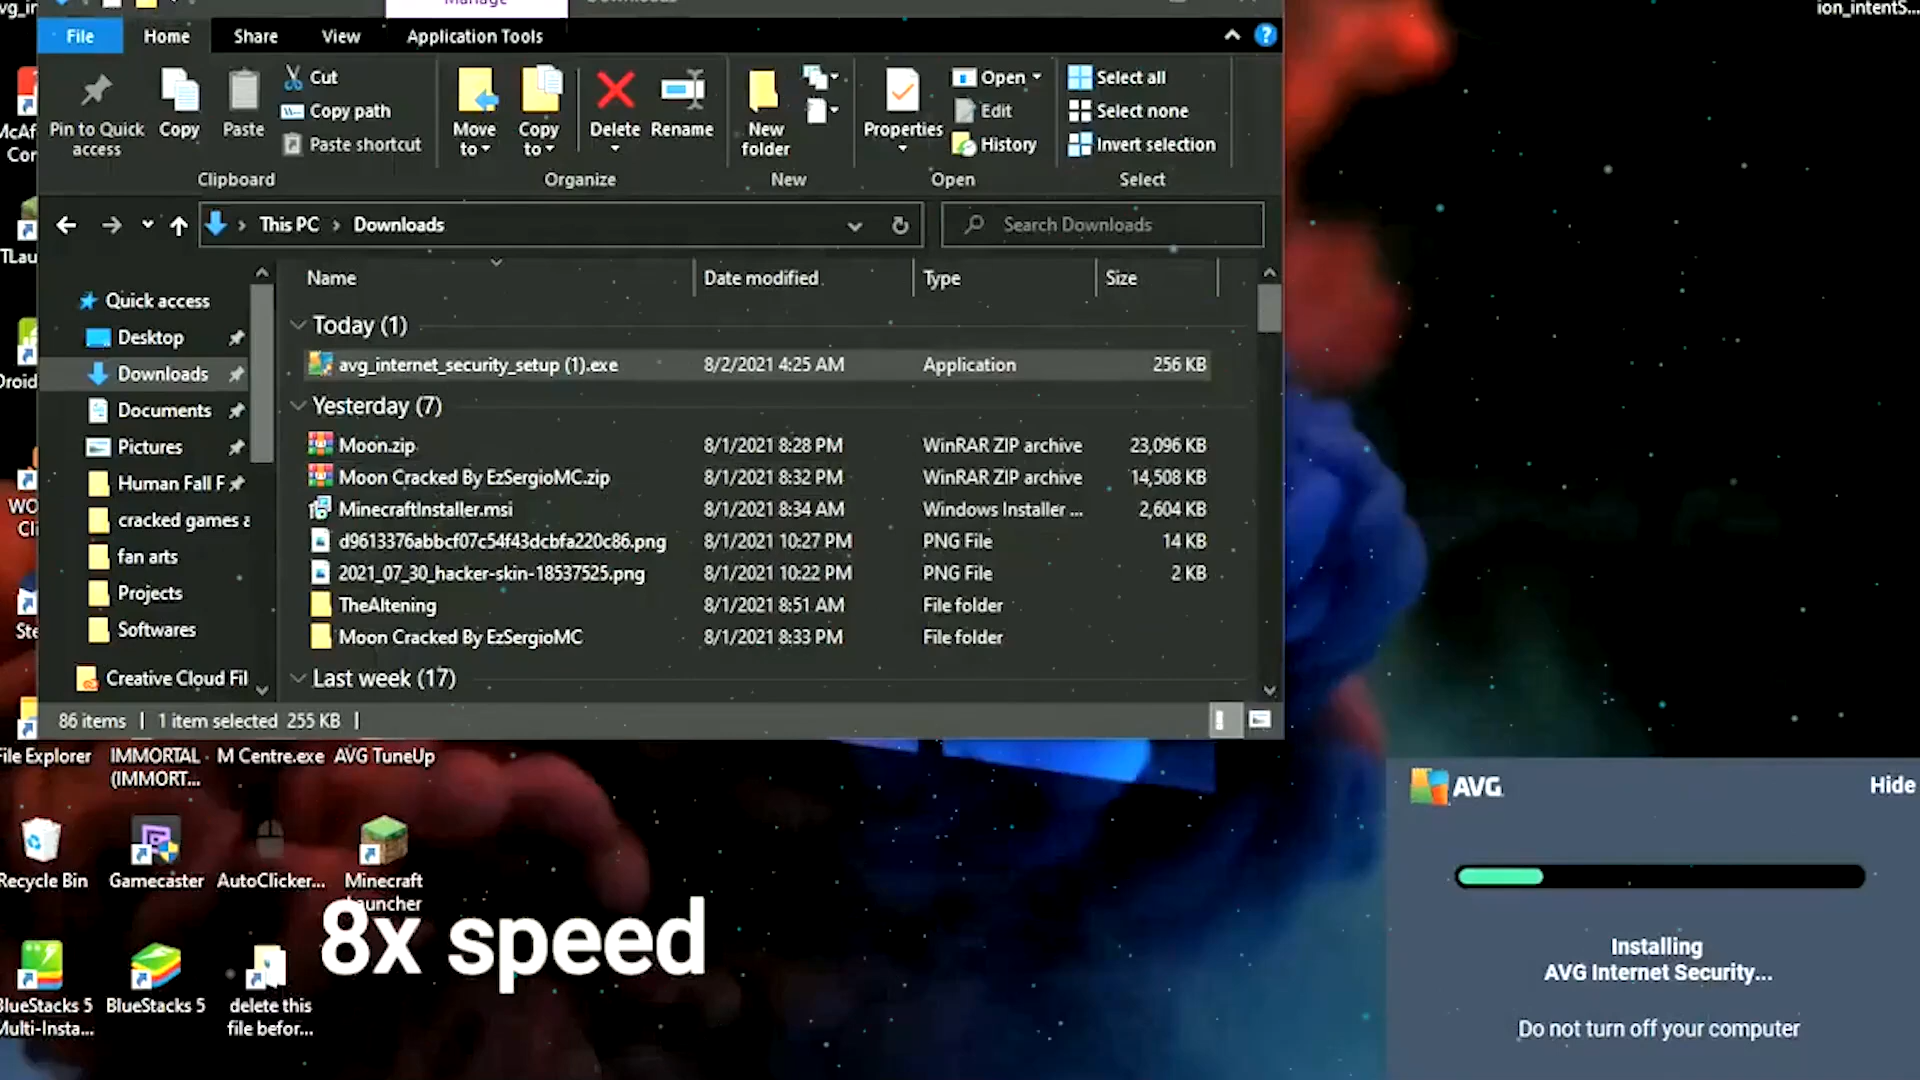 Manage
Downloads
ion_intentS...
File
Home
Share
View
Application Tools
Pin to Quick
access
Copy
Paste
Cut
Copy path
Paste shortcut
Move
to
Copy
to
Delete
Rename
New
folder
Properties
Open
Edit
History
Select all
Select none
Invert selection
Clipboard
Organize
New
Open
Select
This PC
Downloads
Search Downloads
Name
Date modified
Type
Size
Quick access
Desktop
Downloads
Documents
Pictures
Human Fall F
cracked games a
fan arts
Projects
Softwares
Creative Cloud Fil
Today (1)
avg_internet_security_setup (1).exe 8/2/2021 4:25 AM Application 256 KB
Yesterday (7)
Moon.zip 8/1/2021 8:28 PM WinRAR ZIP archive 23,096 KB
Moon Cracked By EzSergioMC.zip 8/1/2021 8:32 PM WinRAR ZIP archive 14,508 KB
MinecraftInstaller.msi 8/1/2021 8:34 AM Windows Installer ... 2,604 KB
d9613376abbcf07c54f43dcbfa220c86.png 8/1/2021 10:27 PM PNG File 14 KB
2021_07_30_hacker-skin-18537525.png 8/1/2021 10:22 PM PNG File 2 KB
TheAltening 8/1/2021 8:51 AM File folder
Moon Cracked By EzSergioMC 8/1/2021 8:33 PM File folder
Last week (17)
86 items
1 item selected 255 KB
File Explorer
IMMORTAL
(IMMORT...
M Centre.exe
AVG TuneUp
Recycle Bin
Gamecaster
AutoClicker...
Minecraft
Launcher
BlueStacks 5
Multi-Insta...
BlueStacks 5
delete this
file befor...
8x speed
AVG
Hide
Installing
AVG Internet Security...
Do not turn off your computer